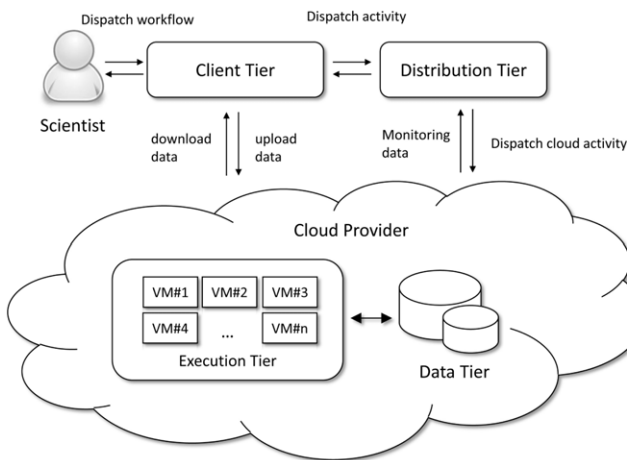 Dispatch workflow
Dispatch activity
Client Tier
Distribution Tier
Scientist
download
data
upload
data
Monitoring
data
Dispatch cloud activity
Cloud Provider
VM#1
VM#2
VM#3
VM#4
...
VM#n
Execution Tier
Data Tier